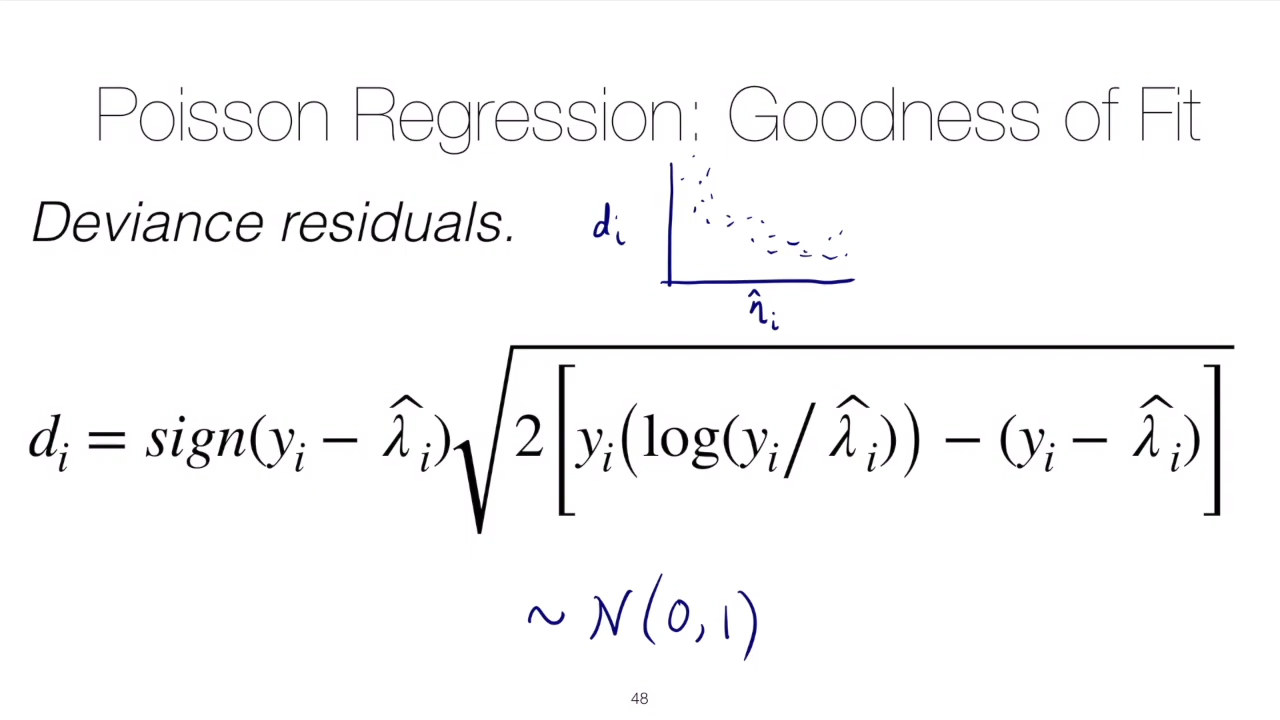 Poisson Regression: Goodness of Fit
Deviance residuals.
dᵢ
η̂ᵢ
dᵢ = sign(yᵢ − λ̂ᵢ)√2[yᵢ(log(yᵢ/λ̂ᵢ)) − (yᵢ − λ̂ᵢ)]
~ N(0,1)
48